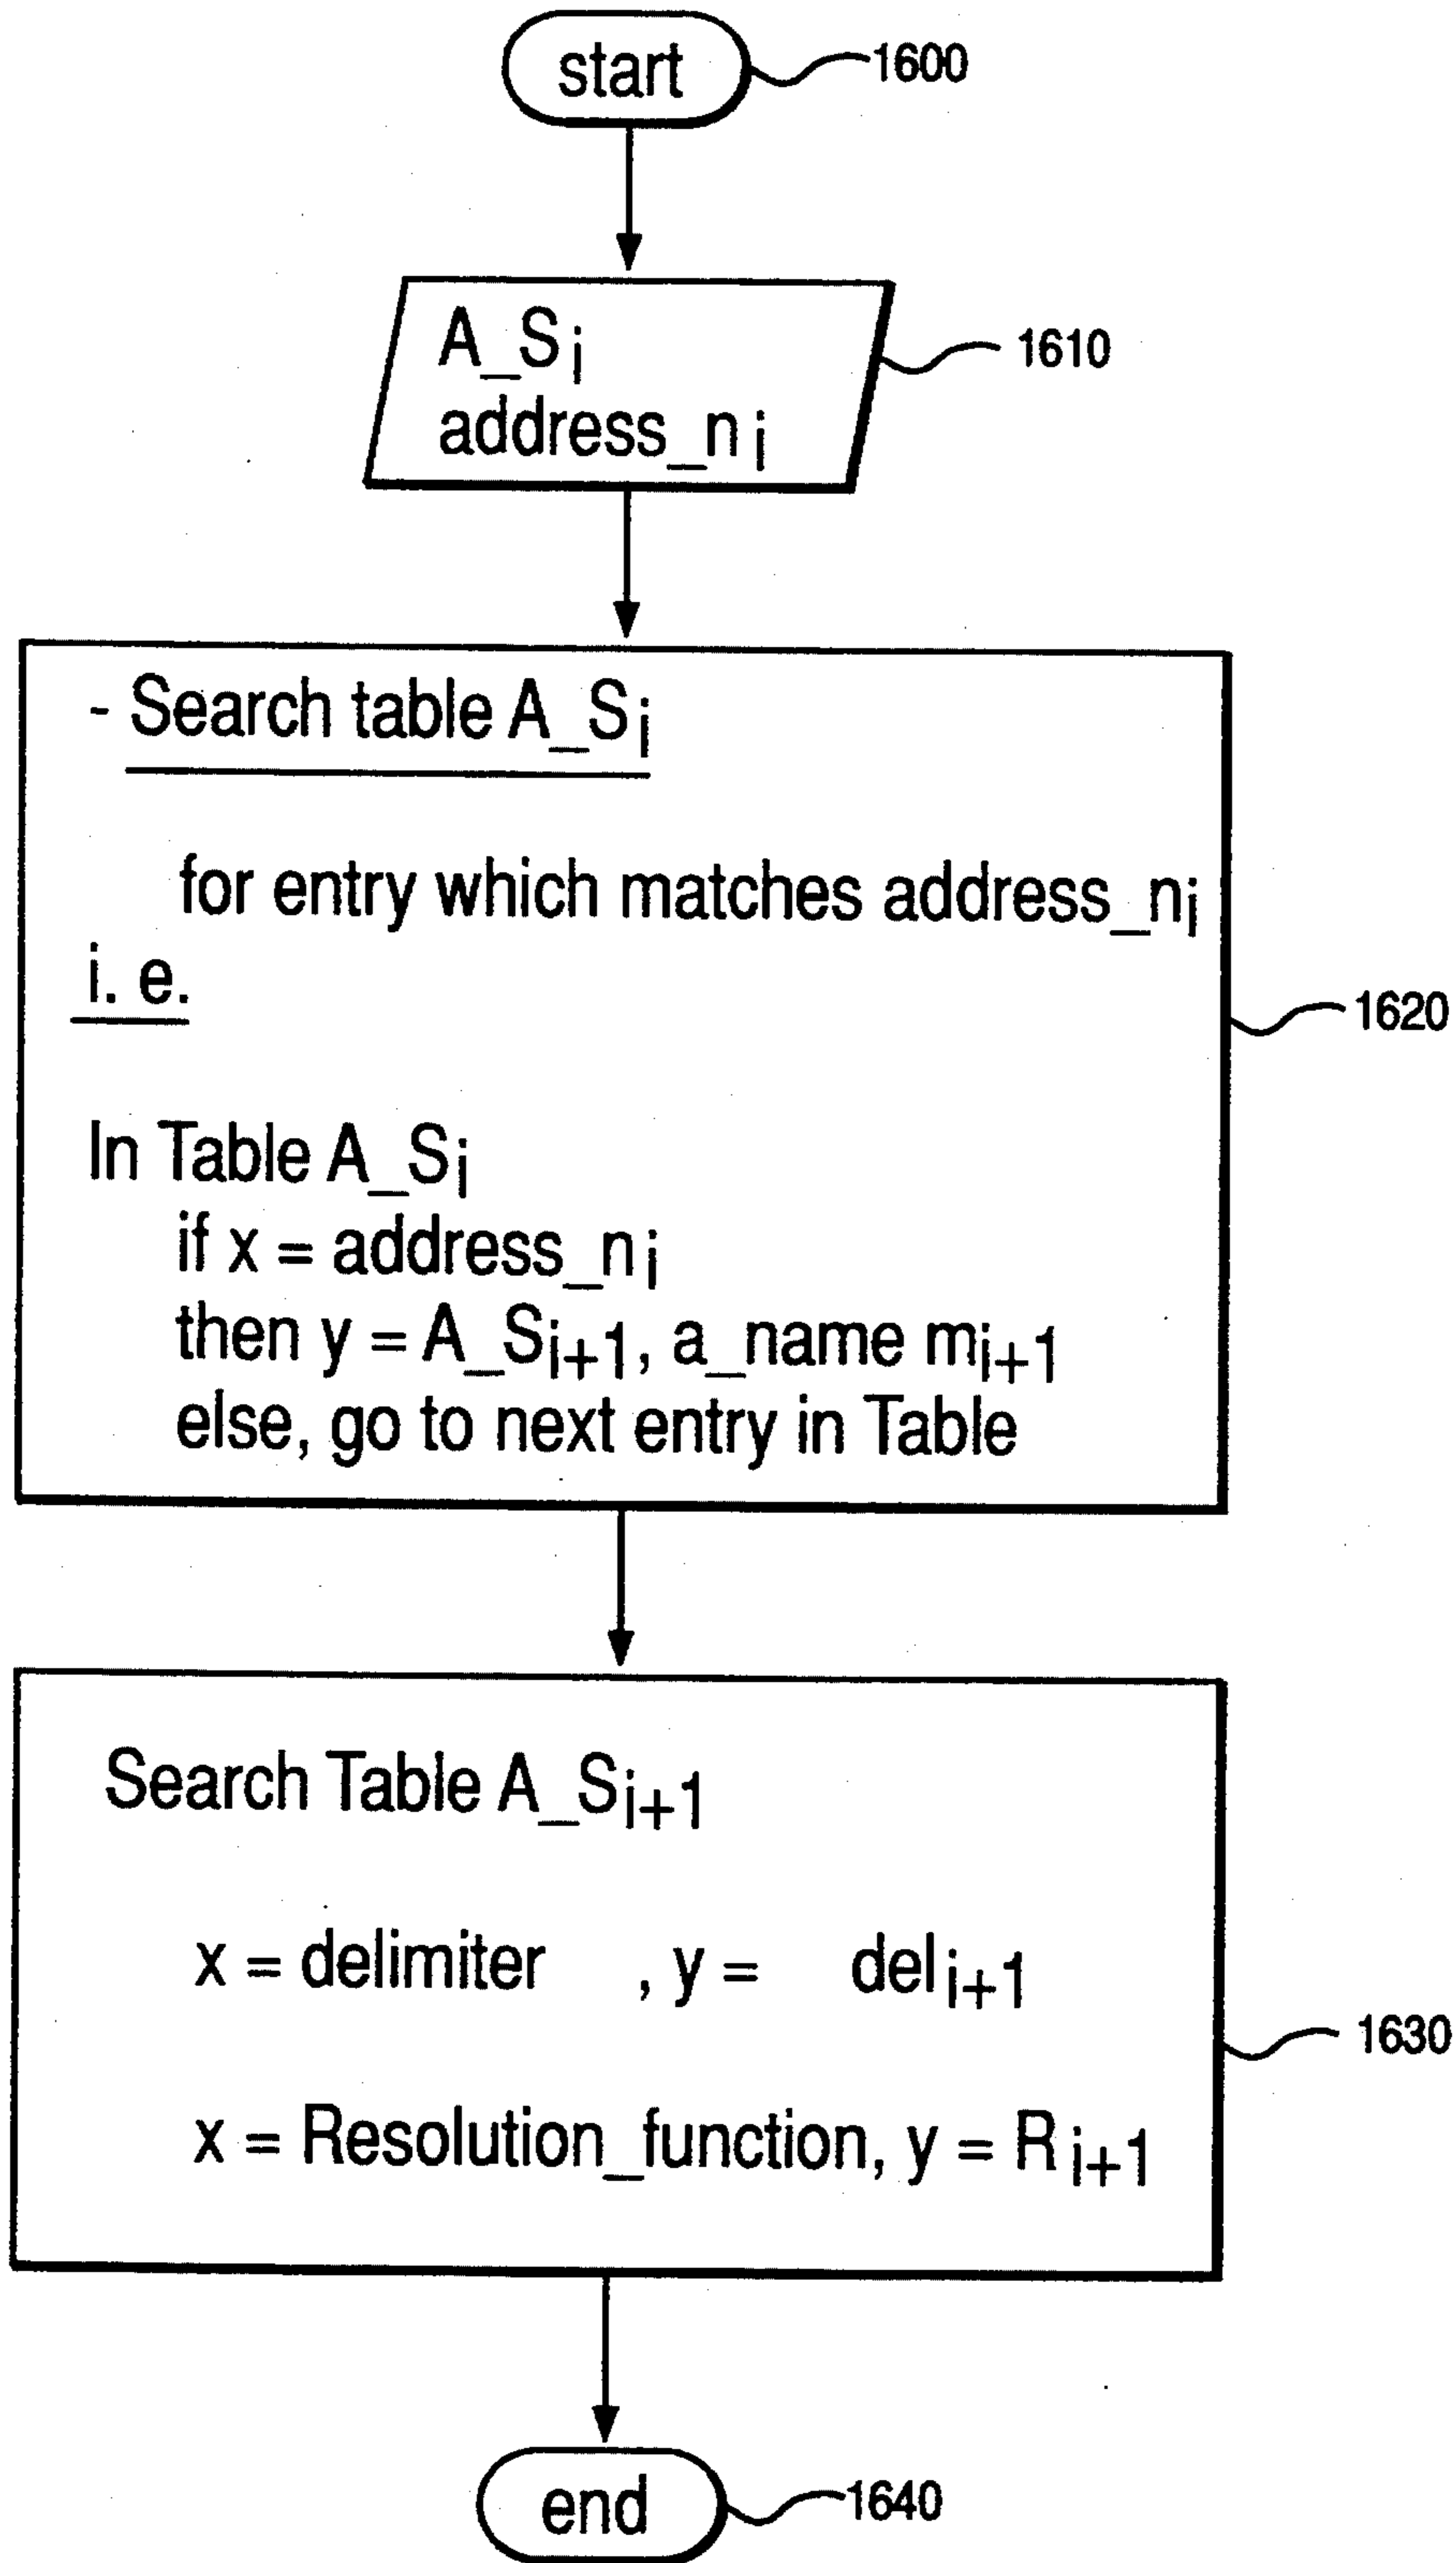 start
1600
A_Si
address_ni
1610
- Search table A_Si
for entry which matches address_ni
i. e.
1620
In Table A_Si
if x = address_ni
then y = A_Si+1, a_name mi+1
else, go to next entry in Table
Search Table A_Si+1
x = delimiter , y = deli+1
1630
x = Resolution_function, y = Ri+1
end
1640